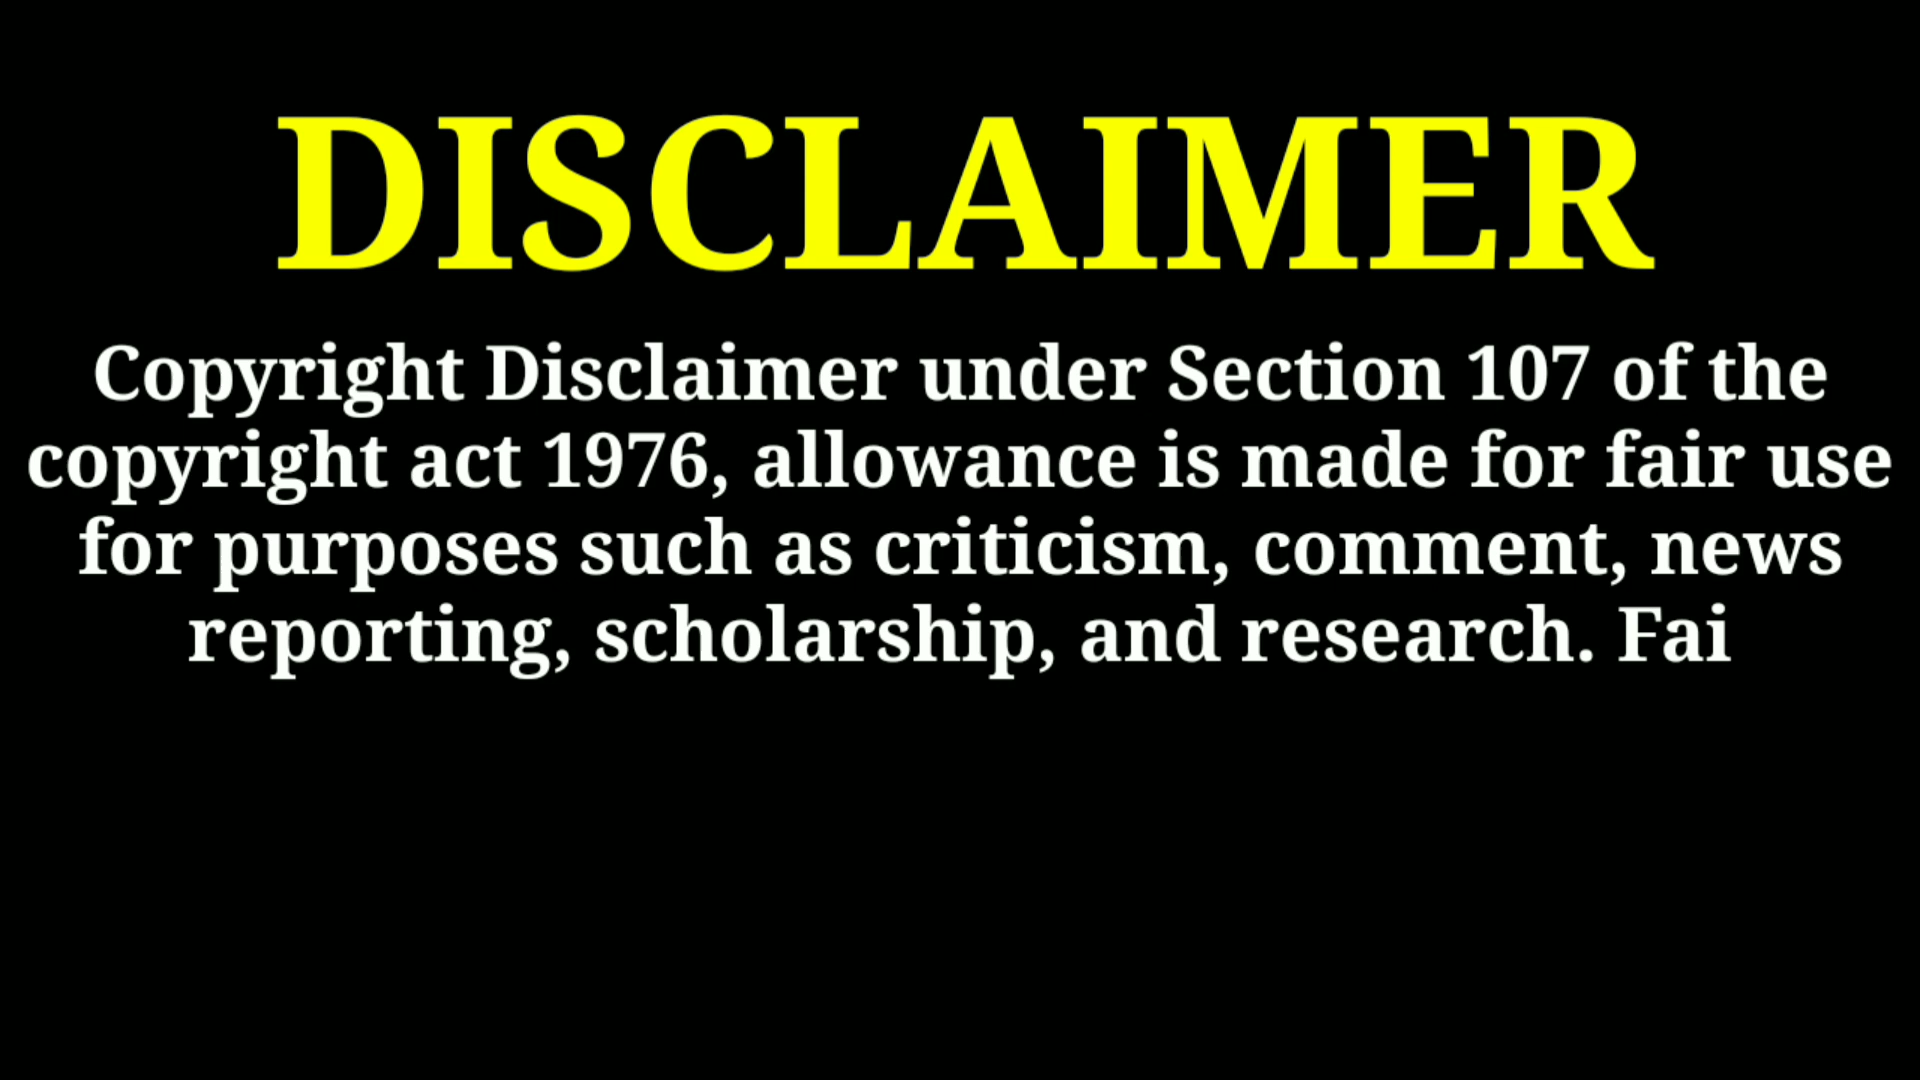 DISCLAIMER
Copyright Disclaimer under Section 107 of the
copyright act 1976, allowance is made for fair use
for purposes such as criticism, comment, news
reporting, scholarship, and research. Fai